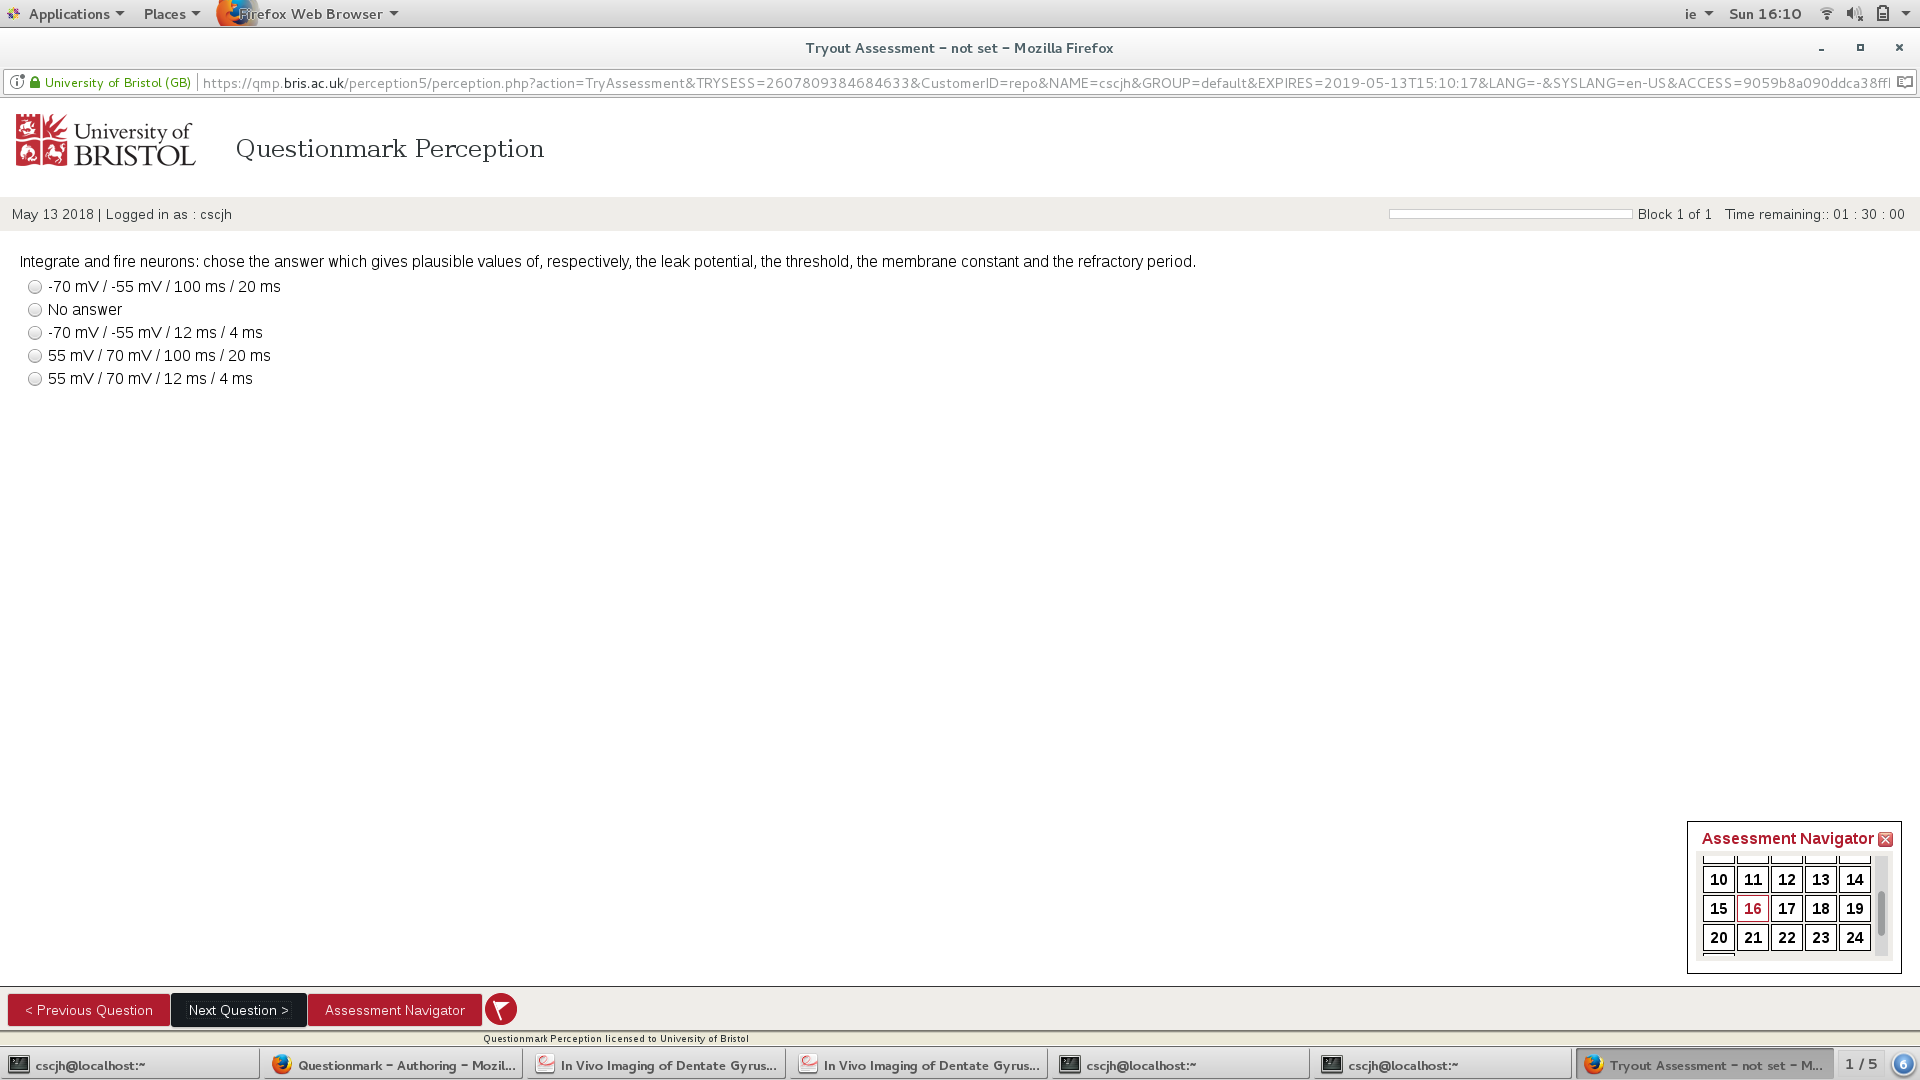 Applications Places Firefox Web Browser ie Sun 16:10
Tryout Assessment – not set – Mozilla Firefox
University of Bristol (GB) https://qmp.bris.ac.uk/perception5/perception.php?action=TryAssessment&TRYSESS=2607809384684633&CustomerID=repo&NAME=cscjh&GROUP=default&EXPIRES=2019-05-13T15:10:17&LANG=-&SYSLANG=en-US&ACCESS=9059b8a090ddca38ffl
University of
BRISTOL
Questionmark Perception
May 13 2018 | Logged in as : cscjh Block 1 of 1 Time remaining:: 01 : 30 : 00
Integrate and fire neurons: chose the answer which gives plausible values of, respectively, the leak potential, the threshold, the membrane constant and the refractory period.
-70 mV / -55 mV / 100 ms / 20 ms
No answer
-70 mV / -55 mV / 12 ms / 4 ms
55 mV / 70 mV / 100 ms / 20 ms
55 mV / 70 mV / 12 ms / 4 ms
Assessment Navigator
10 11 12 13 14
15 16 17 18 19
20 21 22 23 24
< Previous Question Next Question > Assessment Navigator
Questionmark Perception licensed to University of Bristol
cscjh@localhost:~ Questionmark – Authoring – Mozil... In Vivo Imaging of Dentate Gyrus... In Vivo Imaging of Dentate Gyrus... cscjh@localhost:~ cscjh@localhost:~ Tryout Assessment – not set – M... 1 / 5 6